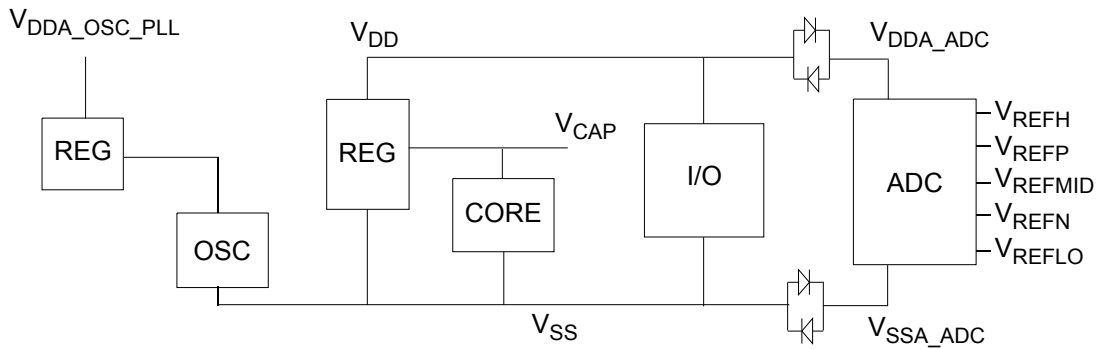 VDDA_OSC_PLL
VDD
VDDA_ADC
REG
REG
VCAP
CORE
OSC
I/O
ADC
VREFH
VREFP
VREFMID
VREFN
VREFLO
VSS
VSSA_ADC